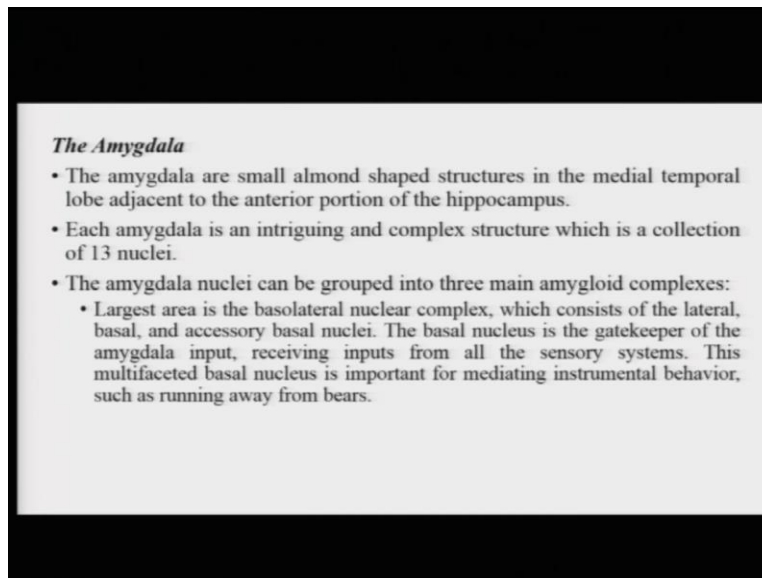 The Amygdala
• The amygdala are small almond shaped structures in the medial temporal
lobe adjacent to the anterior portion of the hippocampus.
• Each amygdala is an intriguing and complex structure which is a collection
of 13 nuclei.
• The amygdala nuclei can be grouped into three main amygloid complexes:
• Largest area is the basolateral nuclear complex, which consists of the lateral,
basal, and accessory basal nuclei. The basal nucleus is the gatekeeper of the
amygdala input, receiving inputs from all the sensory systems. This
multifaceted basal nucleus is important for mediating instrumental behavior,
such as running away from bears.